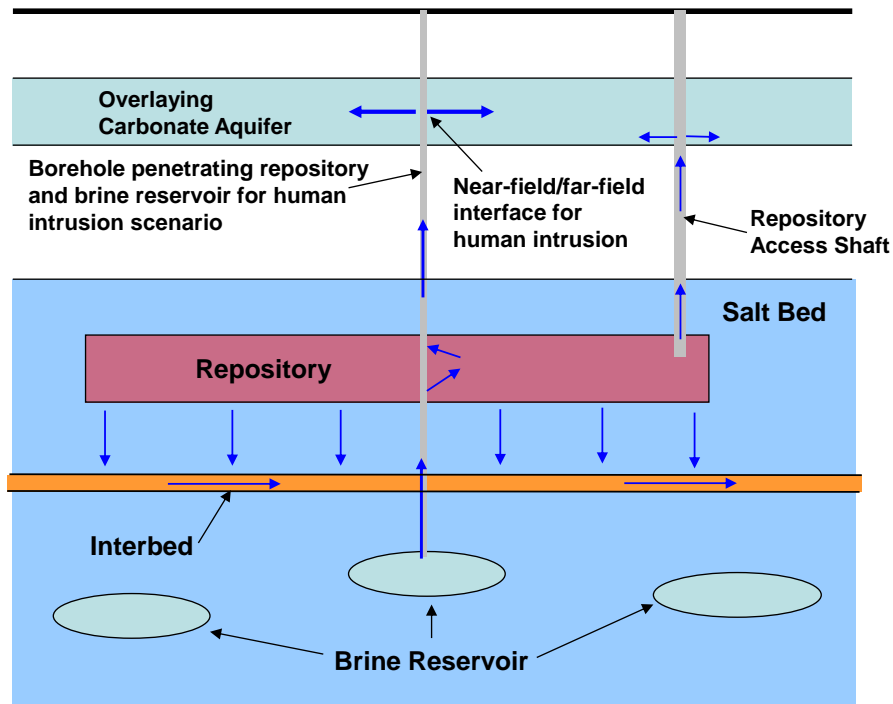 Overlaying
Carbonate Aquifer
Borehole penetrating repository
and brine reservoir for human
intrusion scenario
Near-field/far-field
interface for
human intrusion
Repository
Access Shaft
Salt Bed
Repository
Interbed
Brine Reservoir